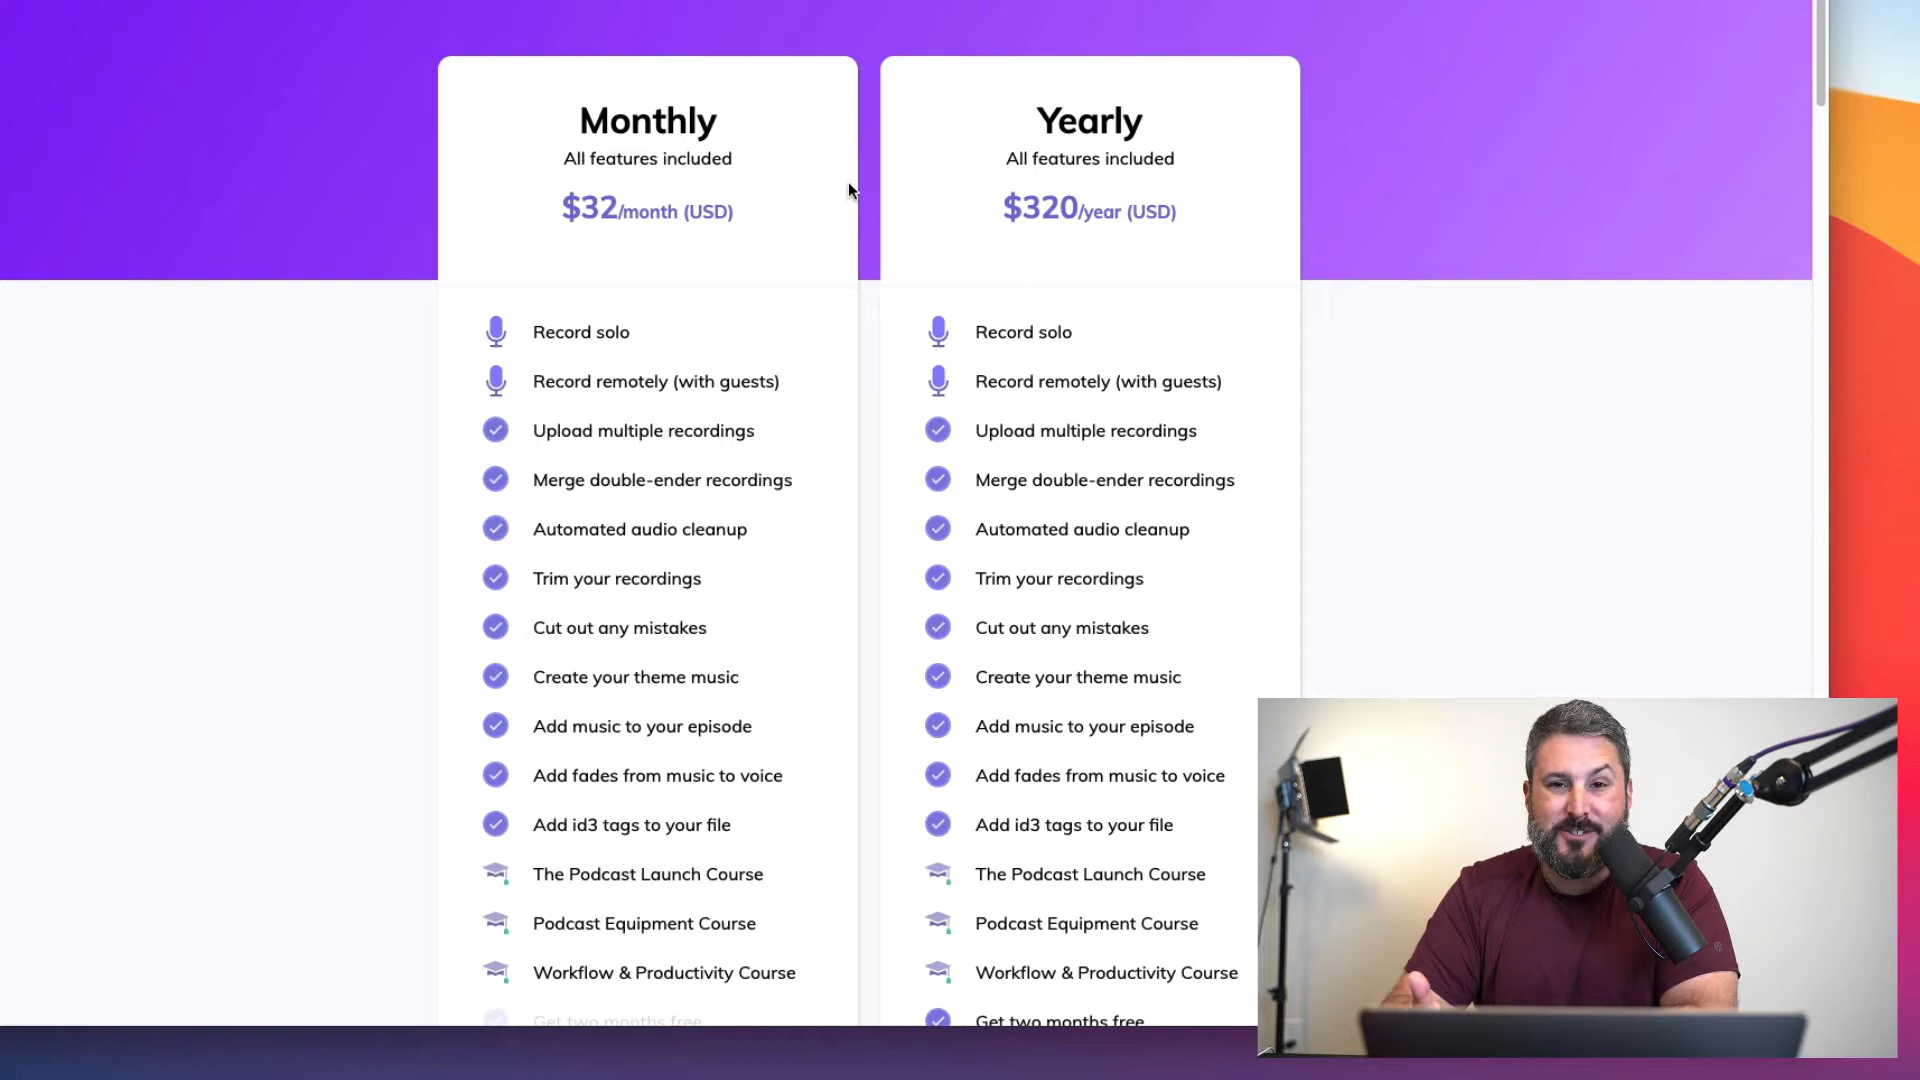 Monthly
All features included
$32/month (USD)
Record solo
Record remotely (with guests)
Upload multiple recordings
Merge double-ender recordings
Automated audio cleanup
Trim your recordings
Cut out any mistakes
Create your theme music
Add music to your episode
Add fades from music to voice
Add id3 tags to your file
The Podcast Launch Course
Podcast Equipment Course
Workflow & Productivity Course
Get two months free
Yearly
All features included
$320/year (USD)
Record solo
Record remotely (with guests)
Upload multiple recordings
Merge double-ender recordings
Automated audio cleanup
Trim your recordings
Cut out any mistakes
Create your theme music
Add music to your episode
Add fades from music to voice
Add id3 tags to your file
The Podcast Launch Course
Podcast Equipment Course
Workflow & Productivity Course
Get two months free